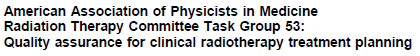 American Association of Physicists in Medicine
Radiation Therapy Committee Task Group 53:
Quality assurance for clinical radiotherapy treatment planning